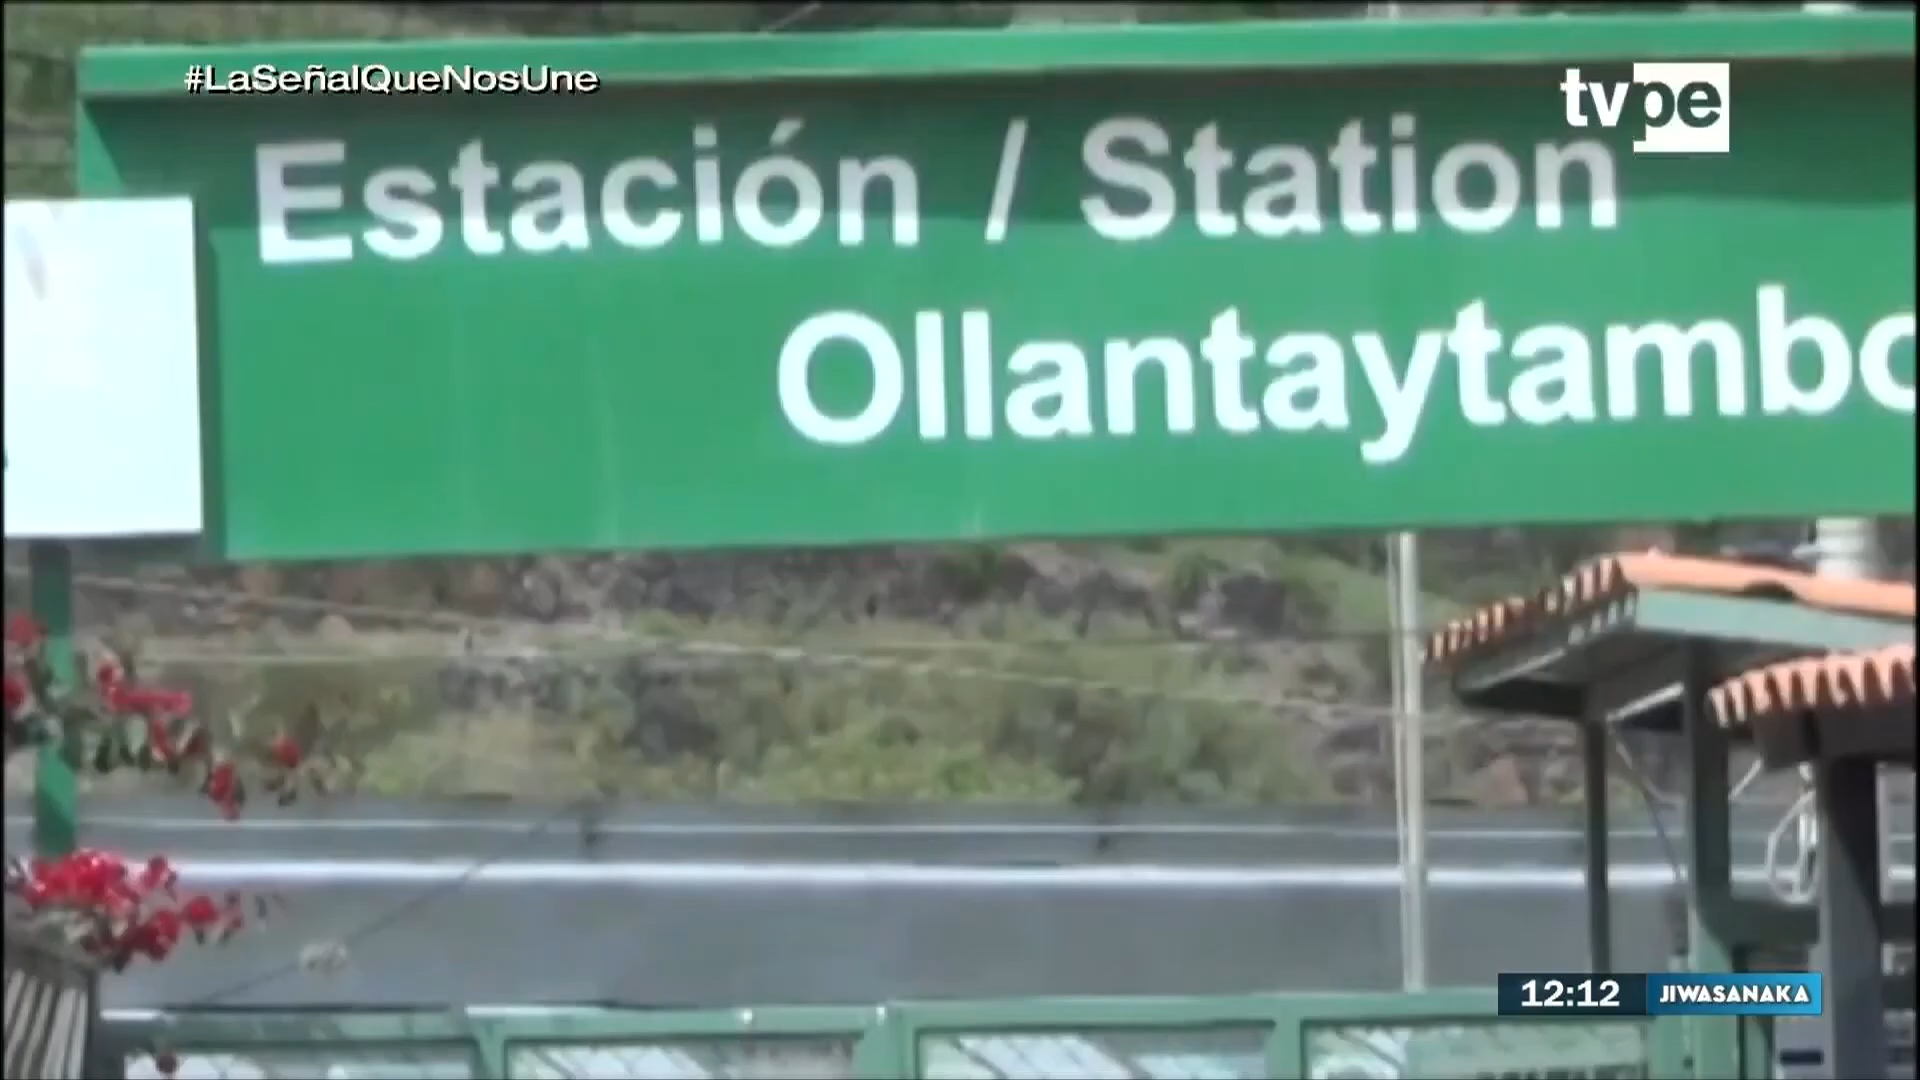 #LaSeñalQueNosUne
tvpe
Estación / Station
Ollantaytambo
12:12 JIWASANAKA